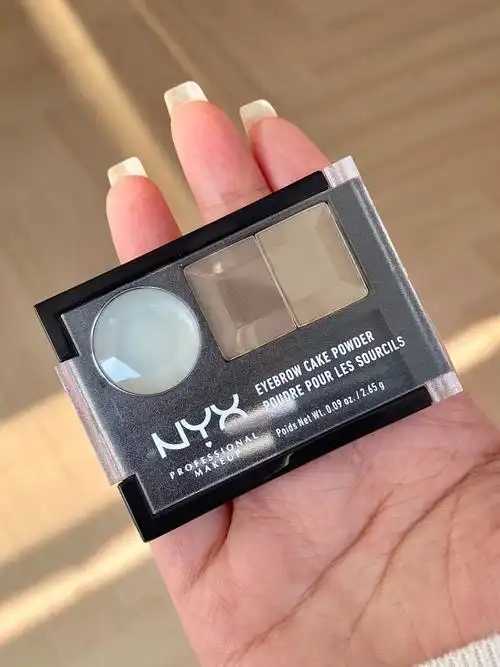 NYX
PROFESSIONAL
MAKEUP
EYEBROW CAKE POWDER
POUDRE POUR LES SOURCILS
Poids Net Wt. 0.09 oz. / 2.65 g